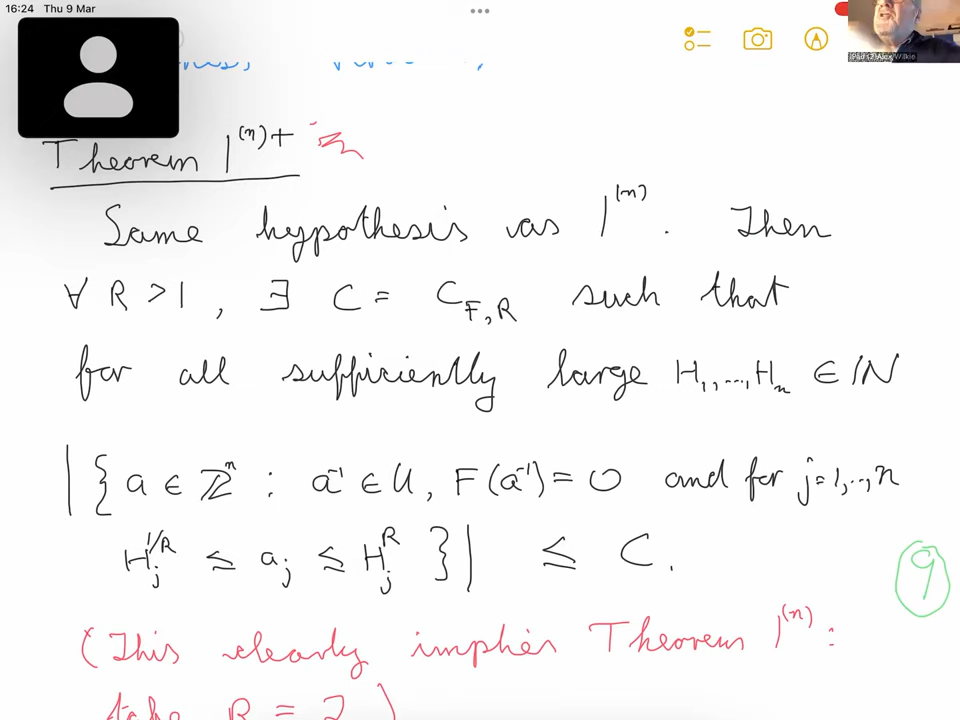 16:24 Thu 9 Mar
Theorem 1^{(n)+}
Same hypothesis as 1^{(n)}. Then
∀ R > 1, ∃ C = C_{F,R} such that
for all sufficiently large H_1, ..., H_n ∈ ℕ
|{ a ∈ ℤ^n : a^{-1} ∈ U, F(a^{-1}) = 0 and for j=1,..,n
H_j^{1/R} ≤ a_j ≤ H_j^R }| ≤ C.
9
(This clearly implies Theorem 1^{(n)}:
take R = 2)